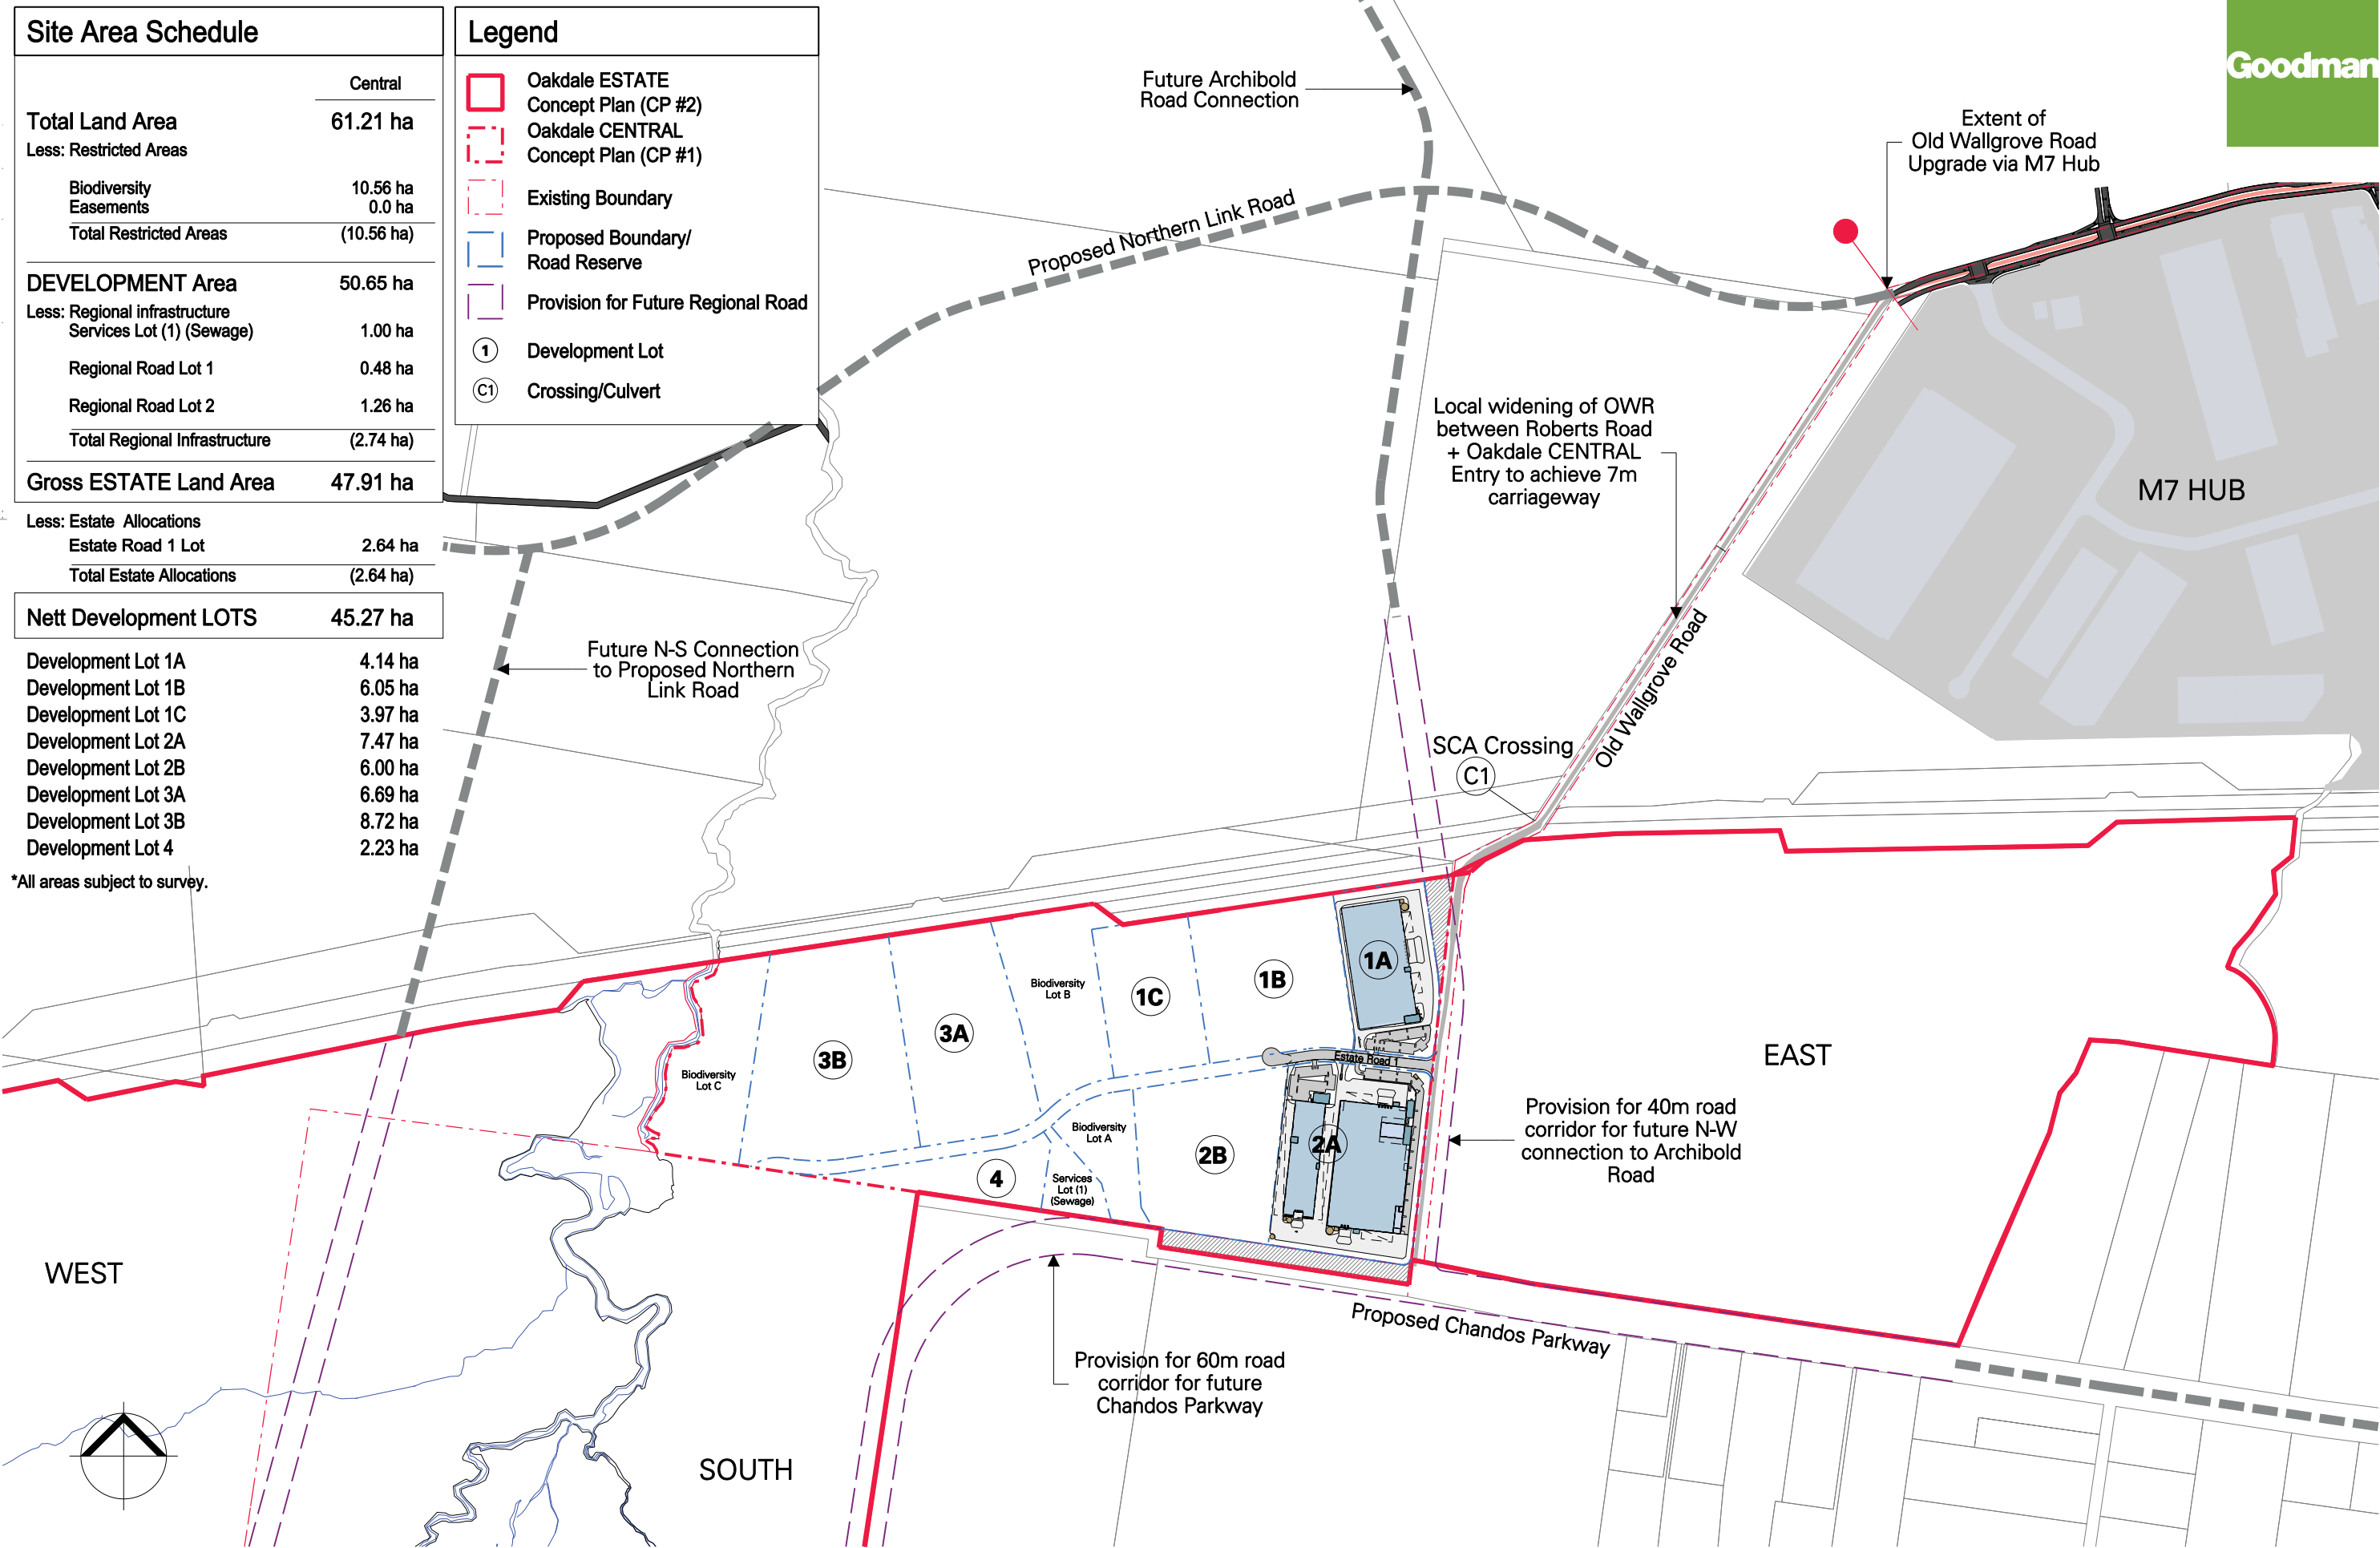 Site Area Schedule
Central
Total Land Area 61.21 ha
Less: Restricted Areas
Biodiversity 10.56 ha
Easements 0.0 ha
Total Restricted Areas (10.56 ha)
DEVELOPMENT Area 50.65 ha
Less: Regional infrastructure
Services Lot (1) (Sewage) 1.00 ha
Regional Road Lot 1 0.48 ha
Regional Road Lot 2 1.26 ha
Total Regional Infrastructure (2.74 ha)
Gross ESTATE Land Area 47.91 ha
Less: Estate Allocations
Estate Road 1 Lot 2.64 ha
Total Estate Allocations (2.64 ha)
Nett Development LOTS 45.27 ha
Development Lot 1A 4.14 ha
Development Lot 1B 6.05 ha
Development Lot 1C 3.97 ha
Development Lot 2A 7.47 ha
Development Lot 2B 6.00 ha
Development Lot 3A 6.69 ha
Development Lot 3B 8.72 ha
Development Lot 4 2.23 ha
*All areas subject to survey.
Legend
Oakdale ESTATE
Concept Plan (CP #2)
Oakdale CENTRAL
Concept Plan (CP #1)
Existing Boundary
Proposed Boundary/
Road Reserve
Provision for Future Regional Road
1 Development Lot
C1 Crossing/Culvert
Goodman
Future Archibold
Road Connection
Extent of
Old Wallgrove Road
Upgrade via M7 Hub
Proposed Northern Link Road
Local widening of OWR
between Roberts Road
+ Oakdale CENTRAL
Entry to achieve 7m
carriageway
M7 HUB
Future N-S Connection
to Proposed Northern
Link Road
Old Wallgrove Road
SCA Crossing
C1
1A
1B
1C
Biodiversity
Lot B
3A
3B
Biodiversity
Lot C
Estate Road 1
EAST
Biodiversity
Lot A
2A
2B
4
Services
Lot (1)
(Sewage)
Provision for 40m road
corridor for future N-W
connection to Archibold
Road
WEST
Proposed Chandos Parkway
Provision for 60m road
corridor for future
Chandos Parkway
SOUTH